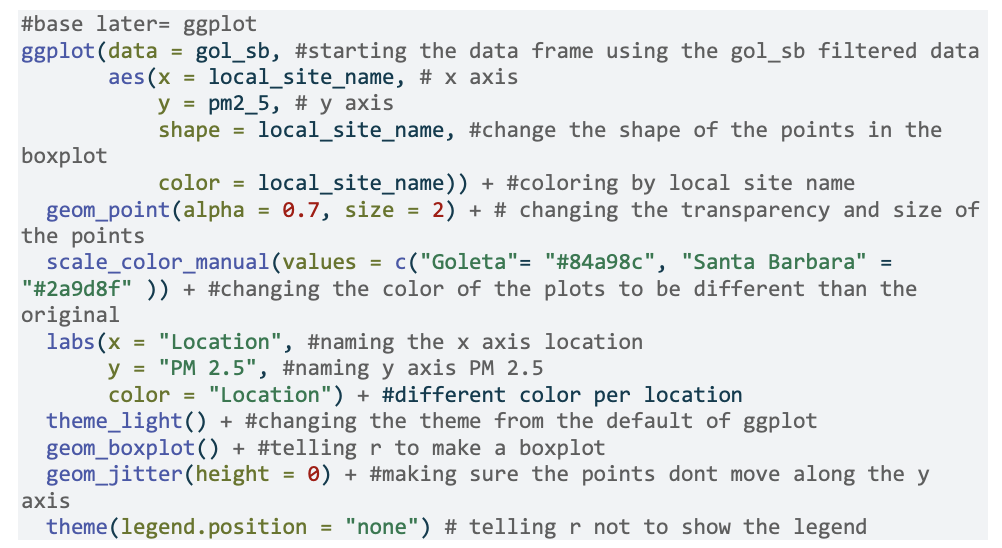 #base later= ggplot
ggplot(data = gol_sb, #starting the data frame using the gol_sb filtered data
       aes(x = local_site_name, # x axis
           y = pm2_5, # y axis
           shape = local_site_name, #change the shape of the points in the
boxplot
           color = local_site_name)) + #coloring by local site name
  geom_point(alpha = 0.7, size = 2) + # changing the transparency and size of
the points
  scale_color_manual(values = c("Goleta"= "#84a98c", "Santa Barbara" =
"#2a9d8f" )) + #changing the color of the plots to be different than the
original
  labs(x = "Location", #naming the x axis location
       y = "PM 2.5", #naming y axis PM 2.5
       color = "Location") + #different color per location
  theme_light() + #changing the theme from the default of ggplot
  geom_boxplot() + #telling r to make a boxplot
  geom_jitter(height = 0) + #making sure the points dont move along the y
axis
  theme(legend.position = "none") # telling r not to show the legend